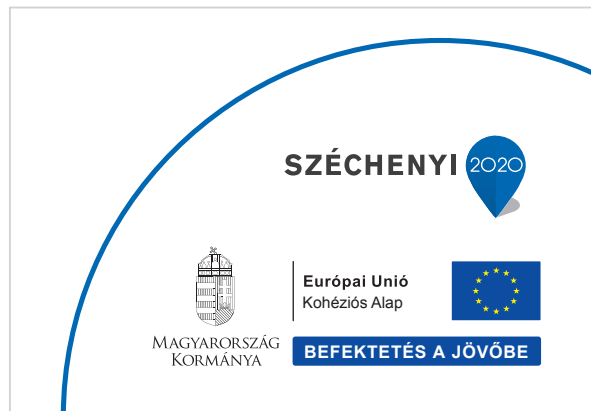 SZÉCHENYI 2020
Európai Unió
Kohéziós Alap
MAGYARORSZÁG
KORMÁNYA
BEFEKTETÉS A JÖVŐBE